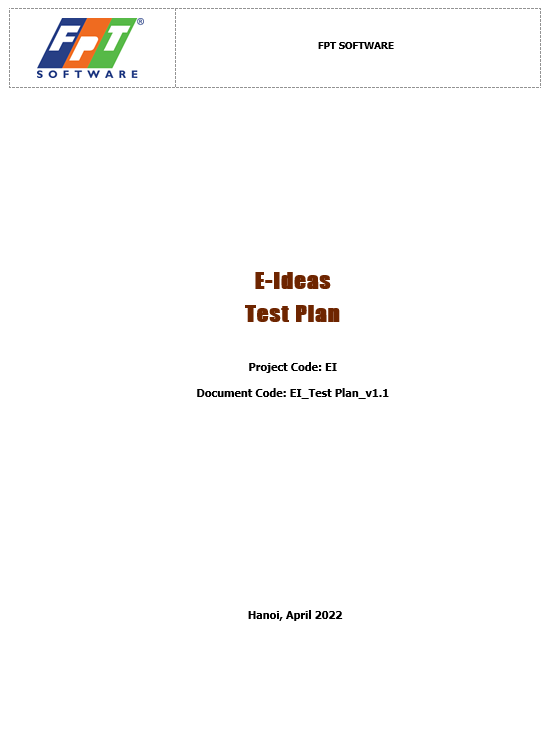 FPT ®
SOFTWARE
FPT SOFTWARE
E-Ideas
Test Plan
Project Code: EI
Document Code: EI_Test Plan_v1.1
Hanoi, April 2022